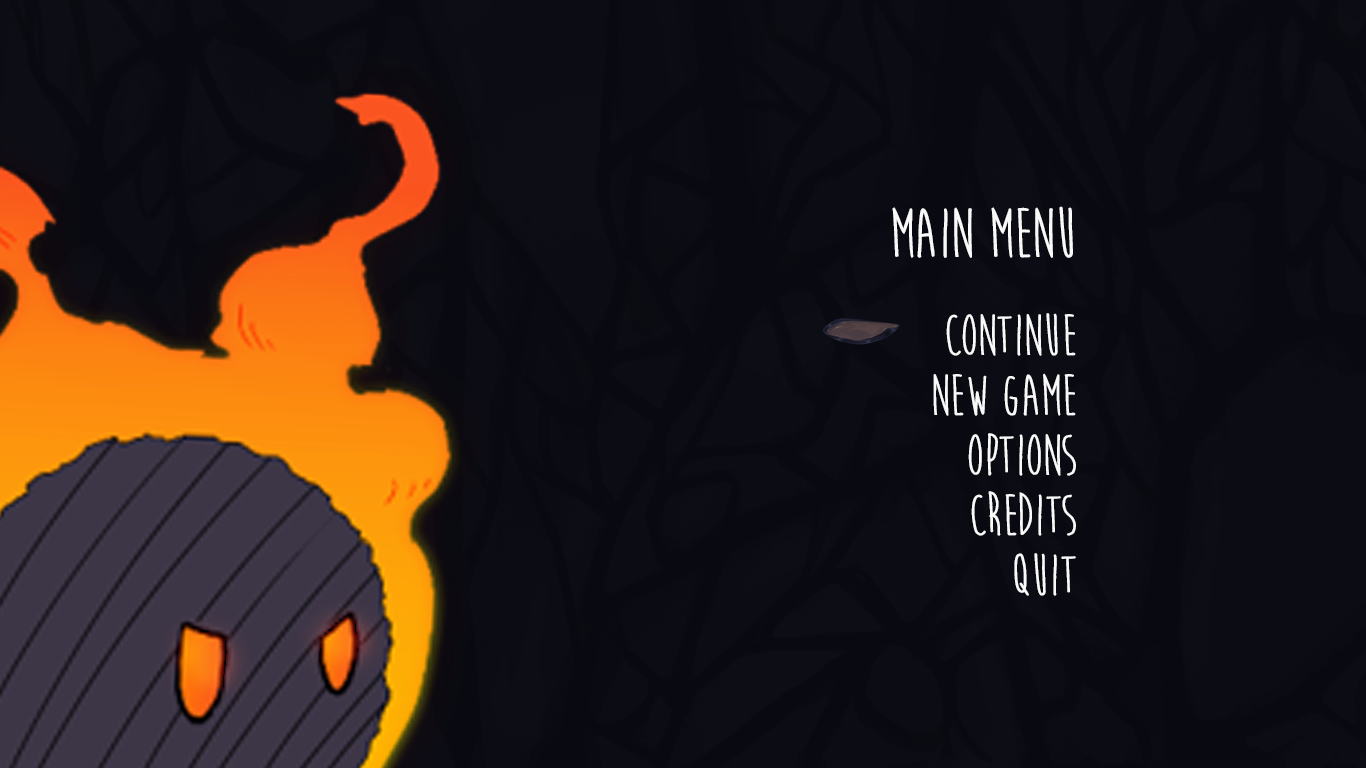 MAIN MENU
CONTINUE
NEW GAME
OPTIONS
CREDITS
QUIT